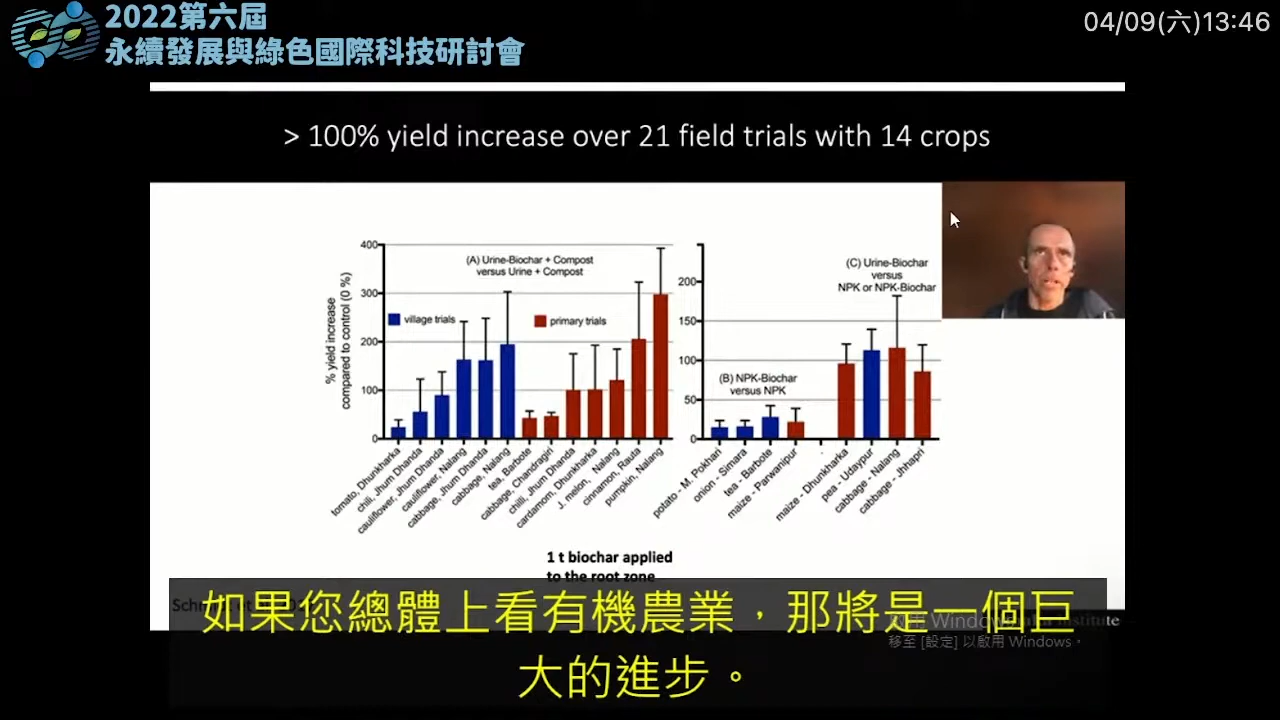 2022第六屆
永續發展與綠色國際科技研討會
04/09(六)13:46
> 100% yield increase over 21 field trials with 14 crops
% yield increase
compared to control (0 %)
400
300
200
100
0
(A) Urine-Biochar + Compost
versus Urine + Compost
village trials
primary trials
tomato, Dhunkharka
chili, Jhum Dhanda
cauliflower, Jhum Dhanda
cauliflower, Nalang
cabbage, Jhum Dhanda
cabbage, Nalang
tea, Barbote
cabbage, Chandragiri
chilli, Jhum Dhanda
cardamom, Dhunkharka
J. melon, Nalang
cinnamon, Rauta
pumpkin, Nalang
200
150
100
50
0
(B) NPK-Biochar
versus NPK
(C) Urine-Biochar
versus
NPK or NPK-Biochar
potato - M. Pokhari
onion - Simara
tea - Barbote
maize - Parwanipur
maize - Dhunkharka
pea - Udaypur
cabbage - Nalang
cabbage - Jhhapri
1 t biochar applied
to the root zone
如果您總體上看有機農業，那將是一個巨
大的進步。
Windows
移至 [設定] 以啟用 Windows。